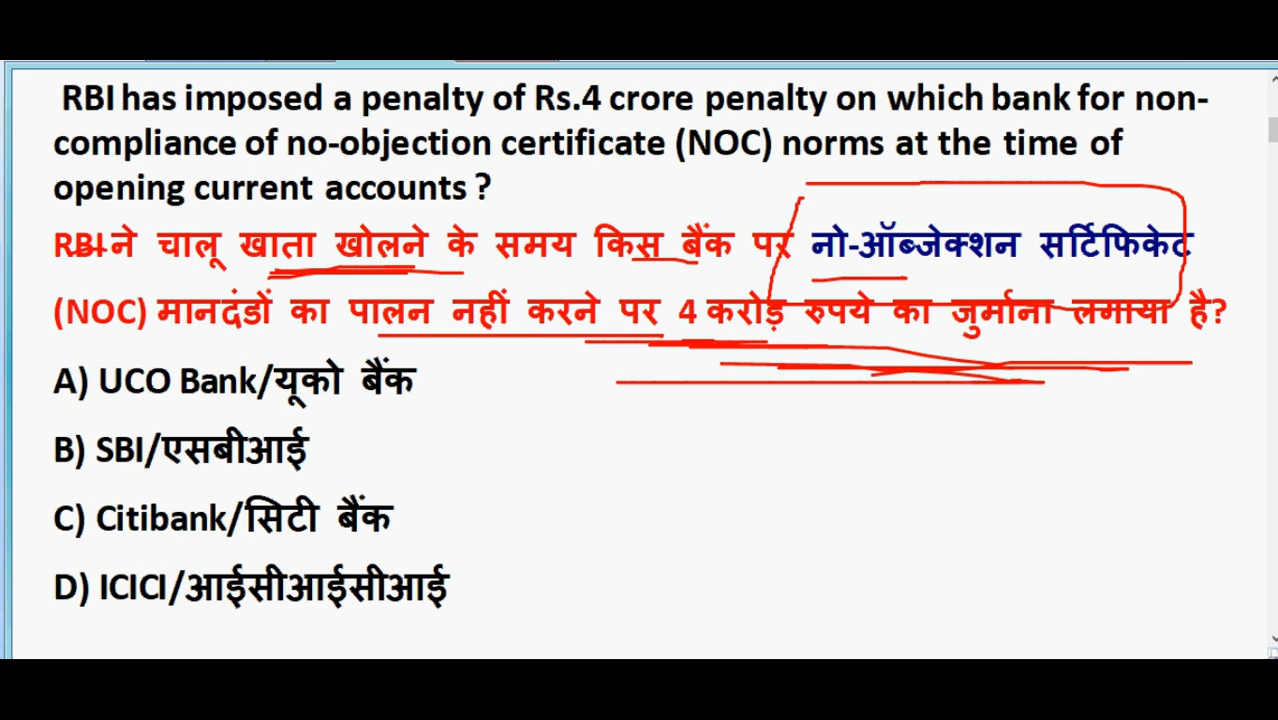 RBI has imposed a penalty of Rs.4 crore penalty on which bank for non-
compliance of no-objection certificate (NOC) norms at the time of
opening current accounts ?
RBI ने चालू खाता खोलने के समय किस बैंक पर नो-ऑब्जेक्शन सर्टिफिकेट
(NOC) मानदंडों का पालन नहीं करने पर 4 करोड़ रुपये का जुर्माना लगाया है?
A) UCO Bank/यूको बैंक
B) SBI/एसबीआई
C) Citibank/सिटी बैंक
D) ICICI/आईसीआईसीआई